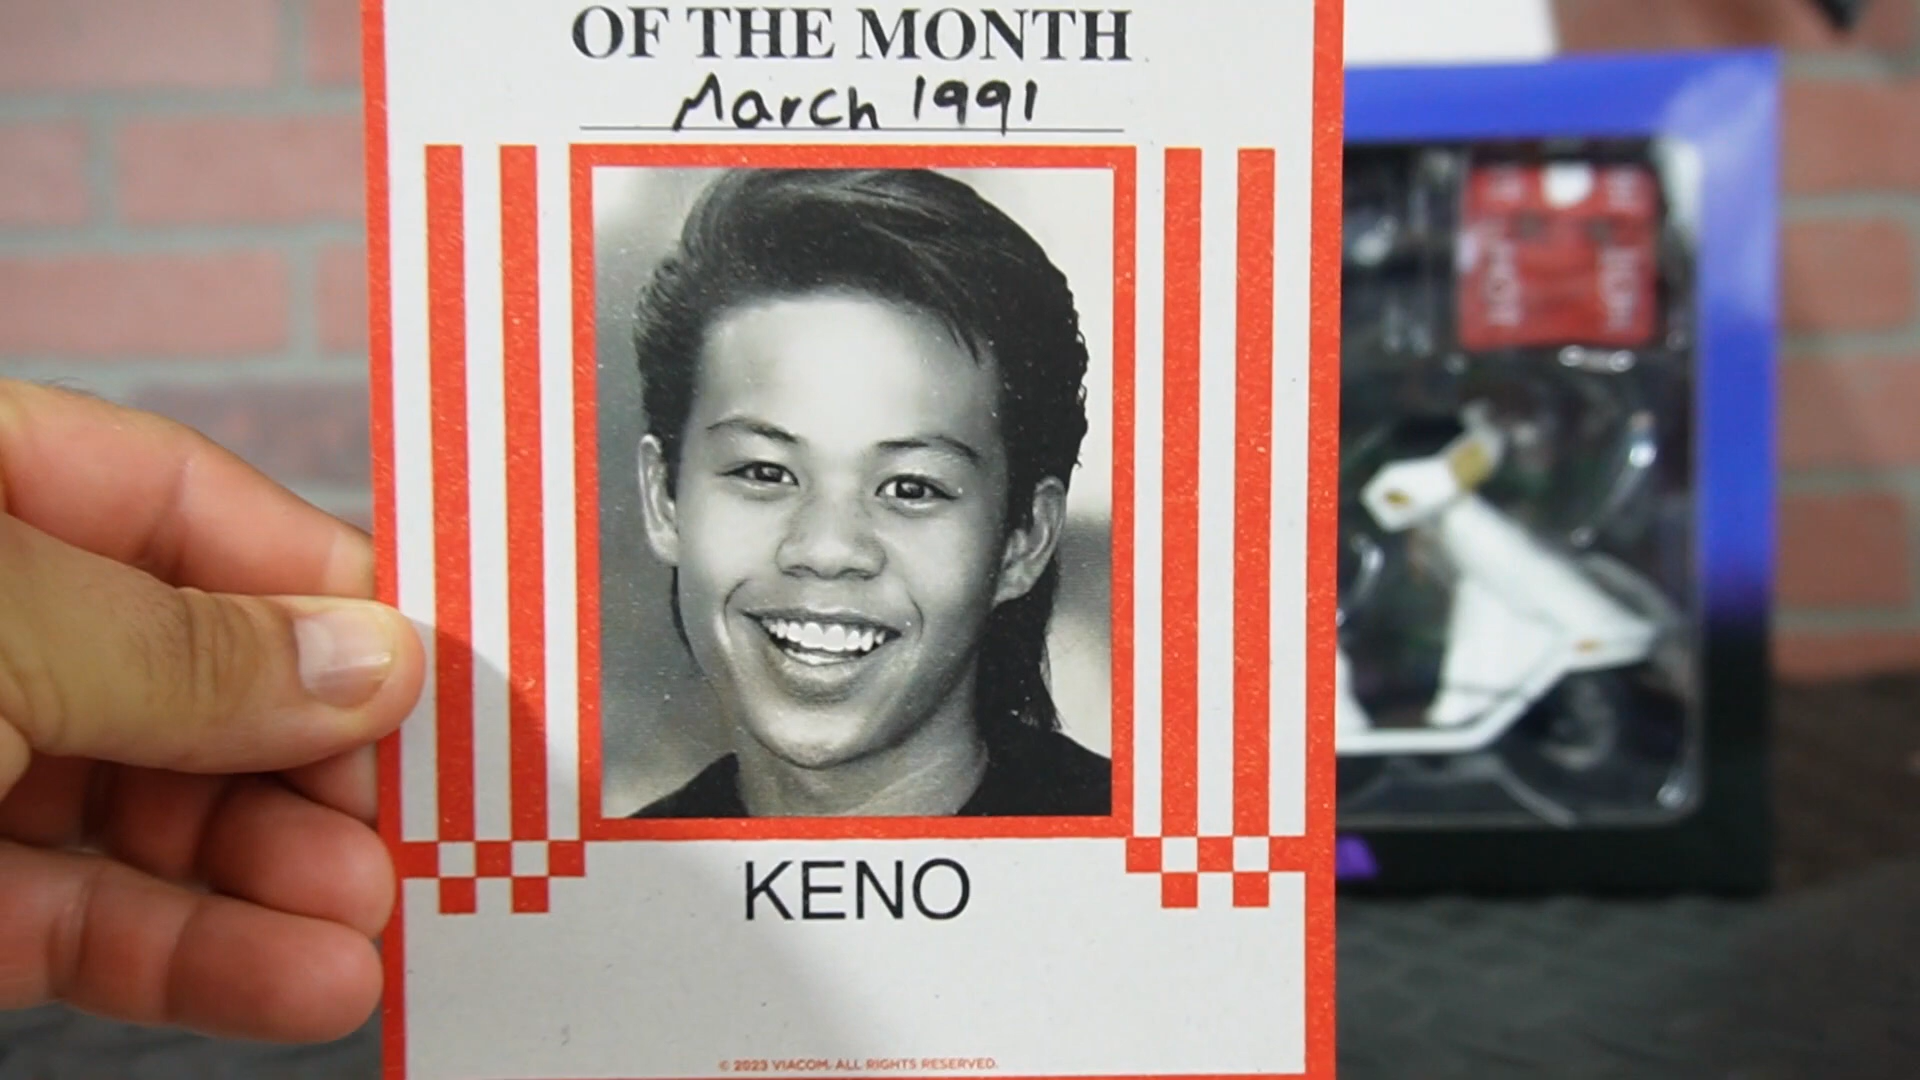 OF THE MONTH
March 1991
KENO
© 2023 VIACOM. ALL RIGHTS RESERVED.